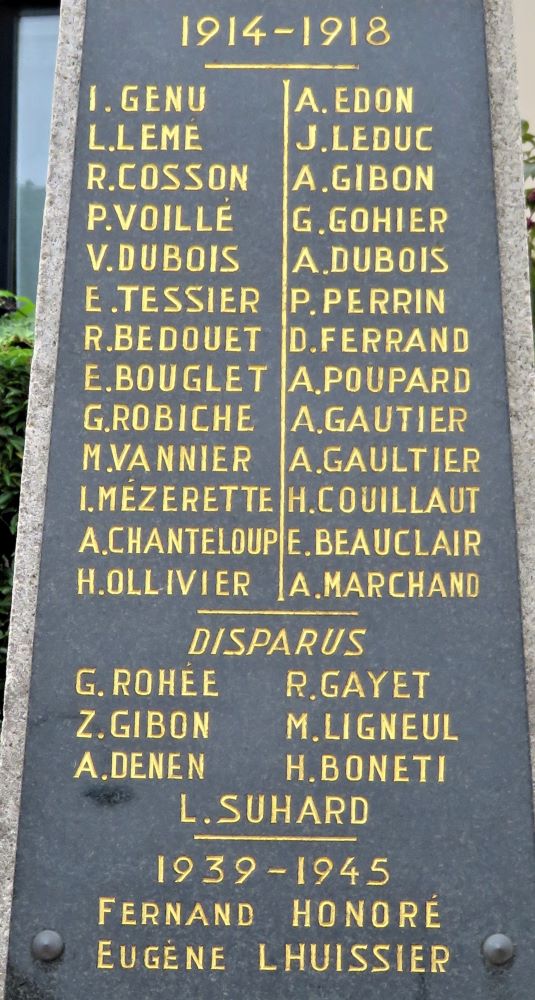 1914-1918
I. GENU A. EDON
L. LEMÉ J. LEDUC
R. COSSON A. GIBON
P. VOILLÉ G. GOHIER
V. DUBOIS A. DUBOIS
E. TESSIER P. PERRIN
R. BEDOUET D. FERRAND
E. BOUGLET A. POUPARD
G. ROBICHE A. GAUTIER
M. VANNIER A. GAULTIER
I. MÉZERETTE H. COUILLAUT
A. CHANTELOUP E. BEAUCLAIR
H. OLLIVIER A. MARCHAND
DISPARUS
G. ROHÉE R. GAYET
Z. GIBON M. LIGNEUL
A. DENEN H. BONETI
L. SUHARD
1939-1945
FERNAND HONORÉ
EUGÈNE LHUISSIER